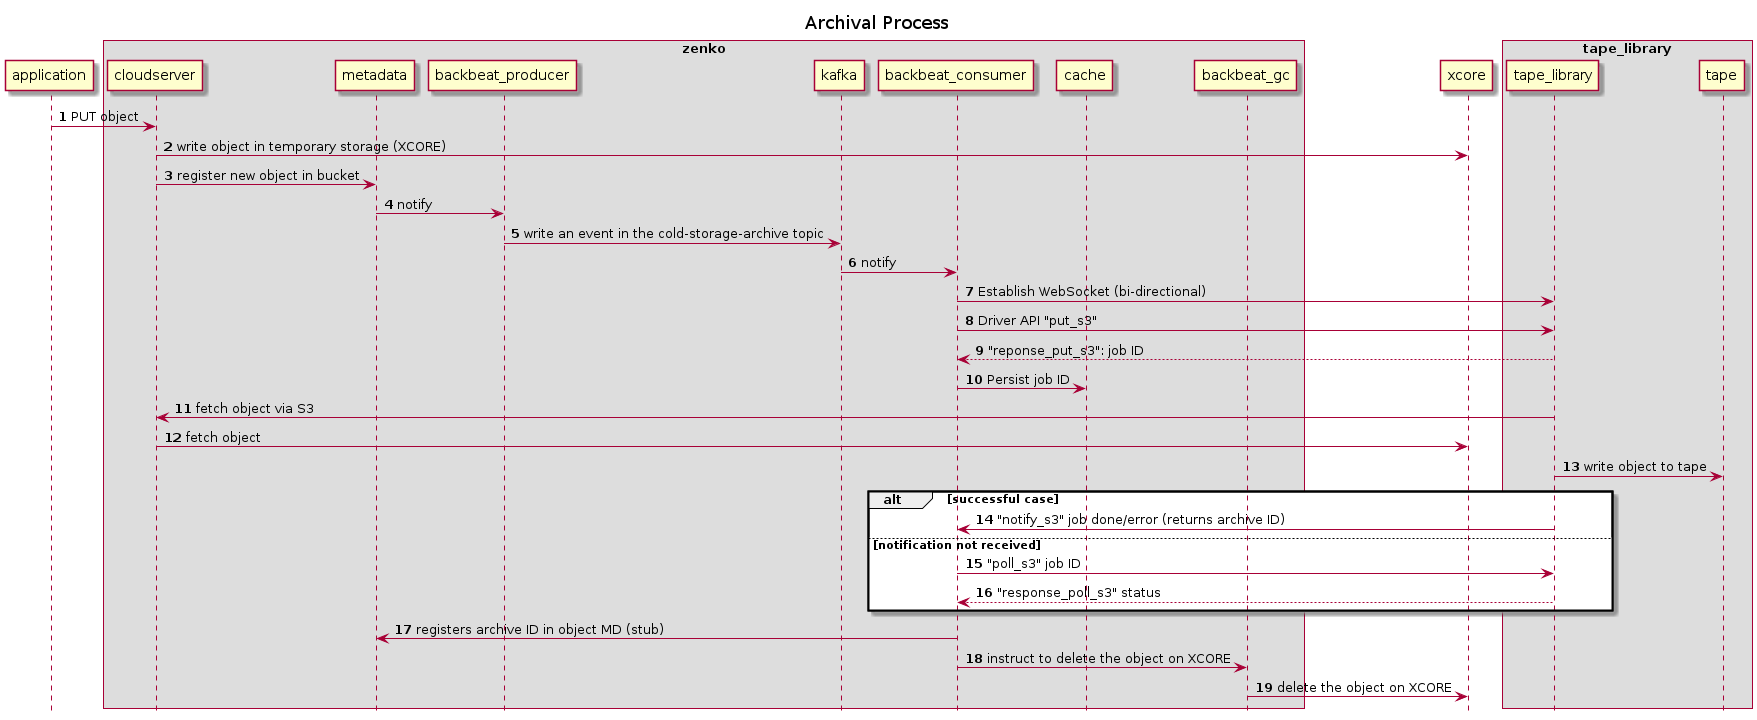 Archival Process
zenko
tape_library
application
cloudserver
metadata
backbeat_producer
kafka
backbeat_consumer
cache
backbeat_gc
xcore
tape_library
tape
1 PUT object
2 write object in temporary storage (XCORE)
3 register new object in bucket
4 notify
5 write an event in the cold-storage-archive topic
6 notify
7 Establish WebSocket (bi-directional)
8 Driver API "put_s3"
9 "reponse_put_s3": job ID
10 Persist job ID
11 fetch object via S3
12 fetch object
13 write object to tape
alt [successful case]
14 "notify_s3" job done/error (returns archive ID)
[notification not received]
15 "poll_s3" job ID
16 "response_poll_s3" status
17 registers archive ID in object MD (stub)
18 instruct to delete the object on XCORE
19 delete the object on XCORE